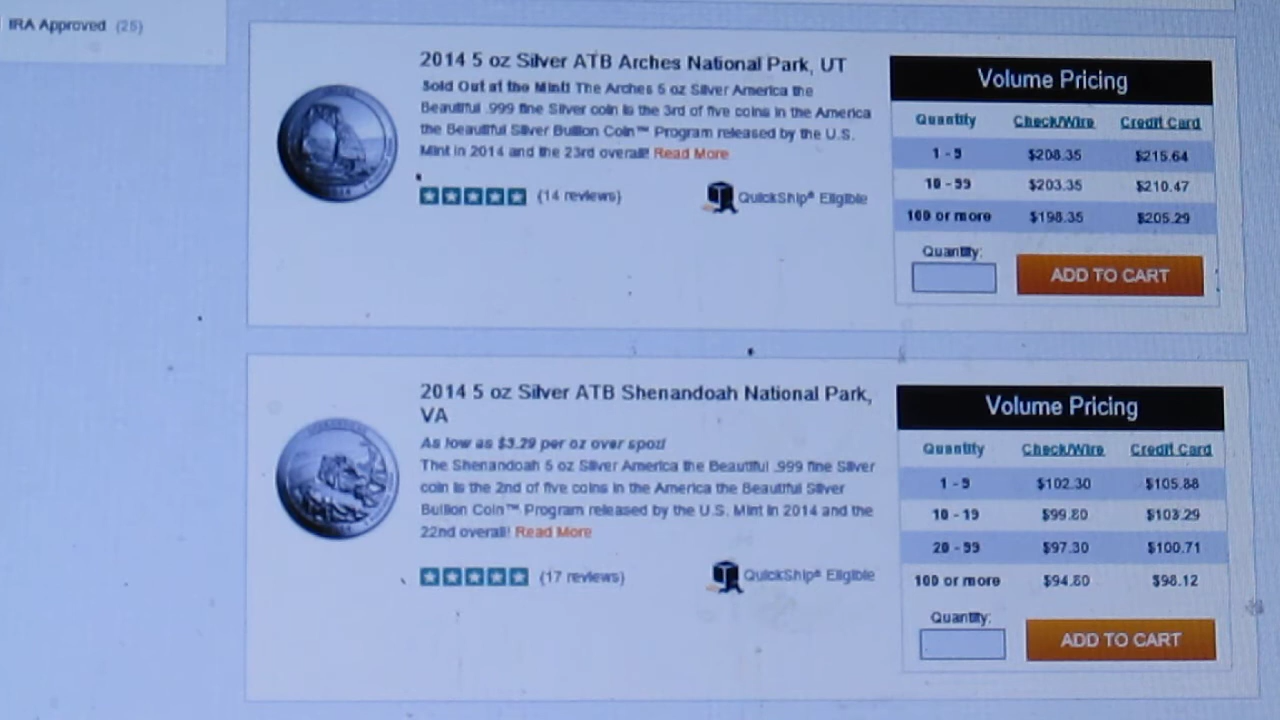 IRA Approved (25)
2014 5 oz Silver ATB Arches National Park, UT
Sold Out at the Mint! The Arches 5 oz Silver America the
Beautiful .999 fine Silver coin is the 3rd of five coins in the America
the Beautiful Silver Bullion Coin™ Program released by the U.S.
Mint in 2014 and the 23rd overall! Read More
(14 reviews)
QuickShip® Eligible
Volume Pricing
Quantity Check/Wire Credit Card
1 - 9 $208.35 $215.64
10 - 99 $203.35 $210.47
100 or more $198.35 $205.29
Quantity:
ADD TO CART
2014 5 oz Silver ATB Shenandoah National Park,
VA
As low as $3.29 per oz over spot!
The Shenandoah 5 oz Silver America the Beautiful .999 fine Silver
coin is the 2nd of five coins in the America the Beautiful Silver
Bullion Coin™ Program released by the U.S. Mint in 2014 and the
22nd overall! Read More
(17 reviews)
QuickShip® Eligible
Volume Pricing
Quantity Check/Wire Credit Card
1 - 9 $102.30 $105.88
10 - 19 $99.80 $103.29
20 - 99 $97.30 $100.71
100 or more $94.80 $98.12
Quantity:
ADD TO CART